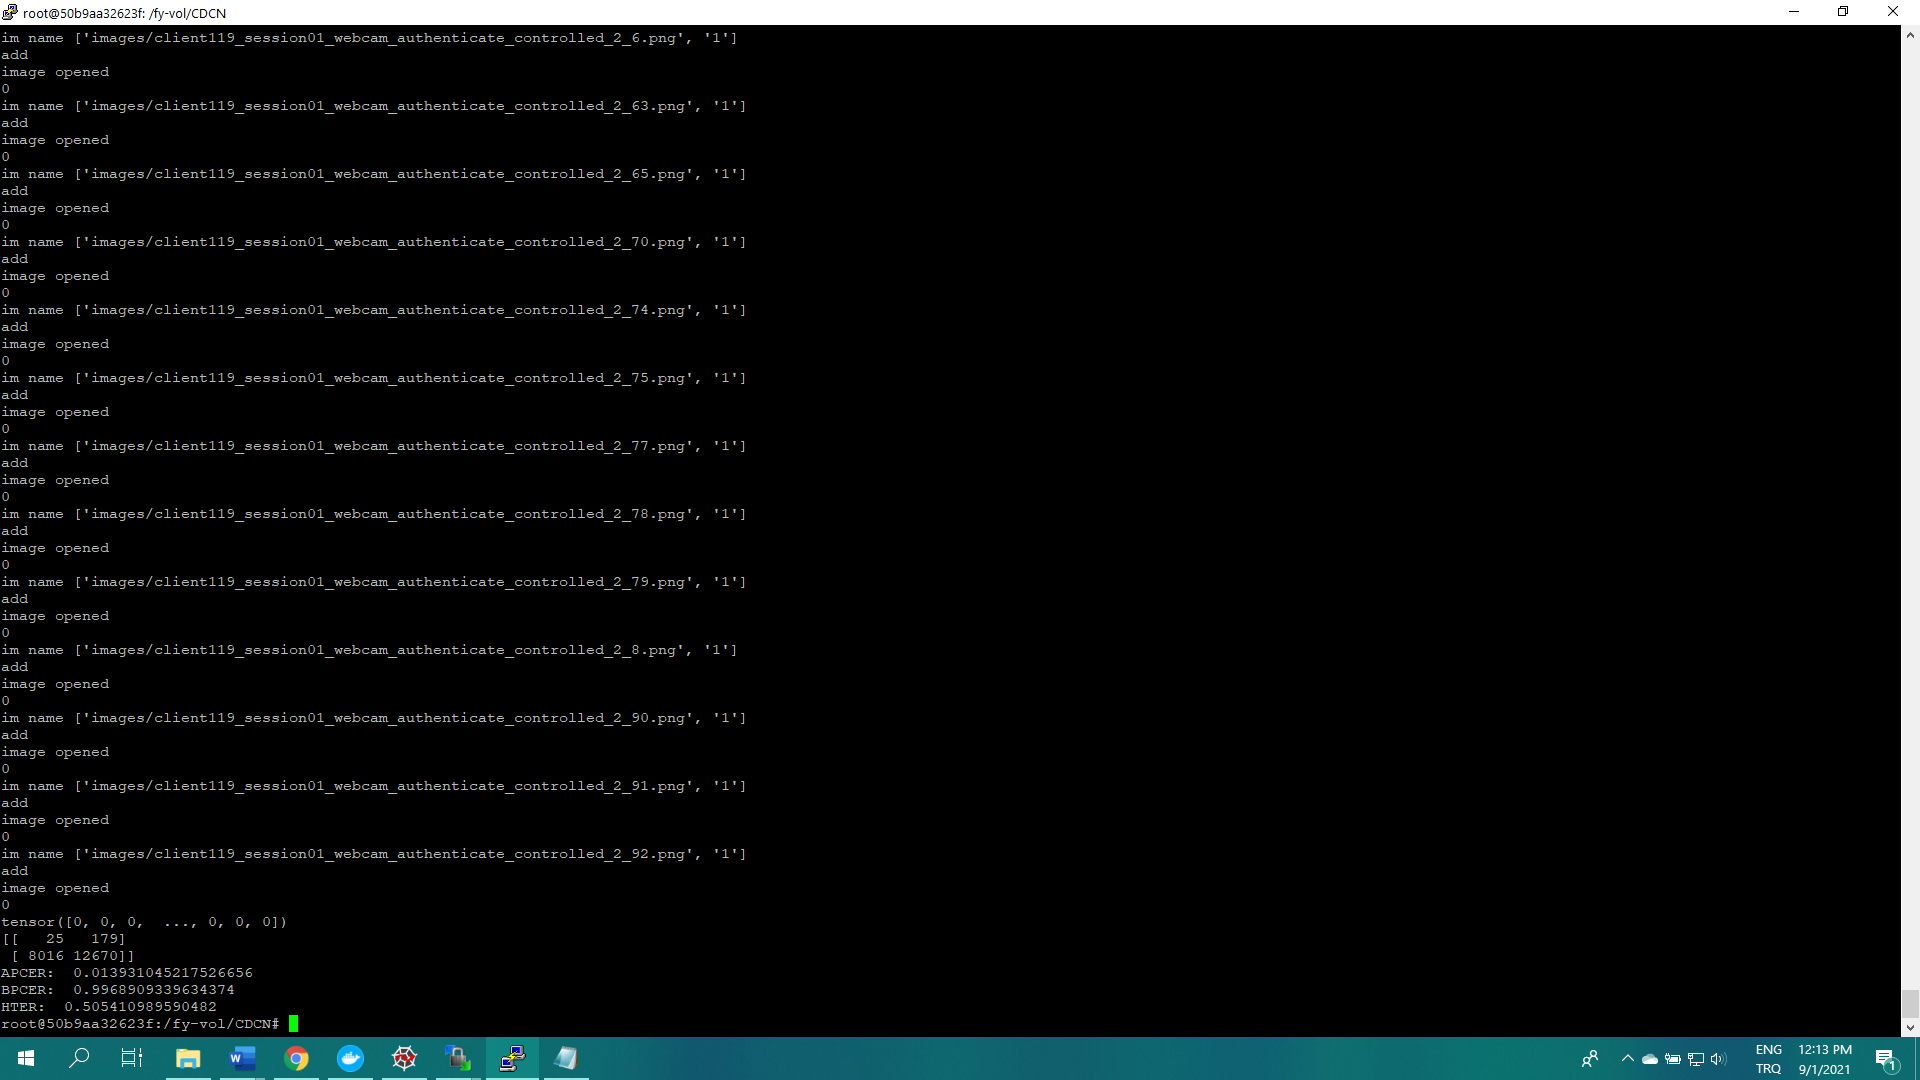 root@50b9aa32623f: /fy-vol/CDCN
im name ['images/client119_session01_webcam_authenticate_controlled_2_6.png', '1']
add
image opened
0
im name ['images/client119_session01_webcam_authenticate_controlled_2_63.png', '1']
add
image opened
0
im name ['images/client119_session01_webcam_authenticate_controlled_2_65.png', '1']
add
image opened
0
im name ['images/client119_session01_webcam_authenticate_controlled_2_70.png', '1']
add
image opened
0
im name ['images/client119_session01_webcam_authenticate_controlled_2_74.png', '1']
add
image opened
0
im name ['images/client119_session01_webcam_authenticate_controlled_2_75.png', '1']
add
image opened
0
im name ['images/client119_session01_webcam_authenticate_controlled_2_77.png', '1']
add
image opened
0
im name ['images/client119_session01_webcam_authenticate_controlled_2_78.png', '1']
add
image opened
0
im name ['images/client119_session01_webcam_authenticate_controlled_2_79.png', '1']
add
image opened
0
im name ['images/client119_session01_webcam_authenticate_controlled_2_8.png', '1']
add
image opened
0
im name ['images/client119_session01_webcam_authenticate_controlled_2_90.png', '1']
add
image opened
0
im name ['images/client119_session01_webcam_authenticate_controlled_2_91.png', '1']
add
image opened
0
im name ['images/client119_session01_webcam_authenticate_controlled_2_92.png', '1']
add
image opened
0
tensor([0, 0, 0,  ..., 0, 0, 0])
[[   25   179]
 [ 8016 12670]]
APCER:  0.013931045217526656
BPCER:  0.9968909339634374
HTER:  0.505410989590482
root@50b9aa32623f:/fy-vol/CDCN#
ENG 12:13 PM
TRQ 9/1/2021
1